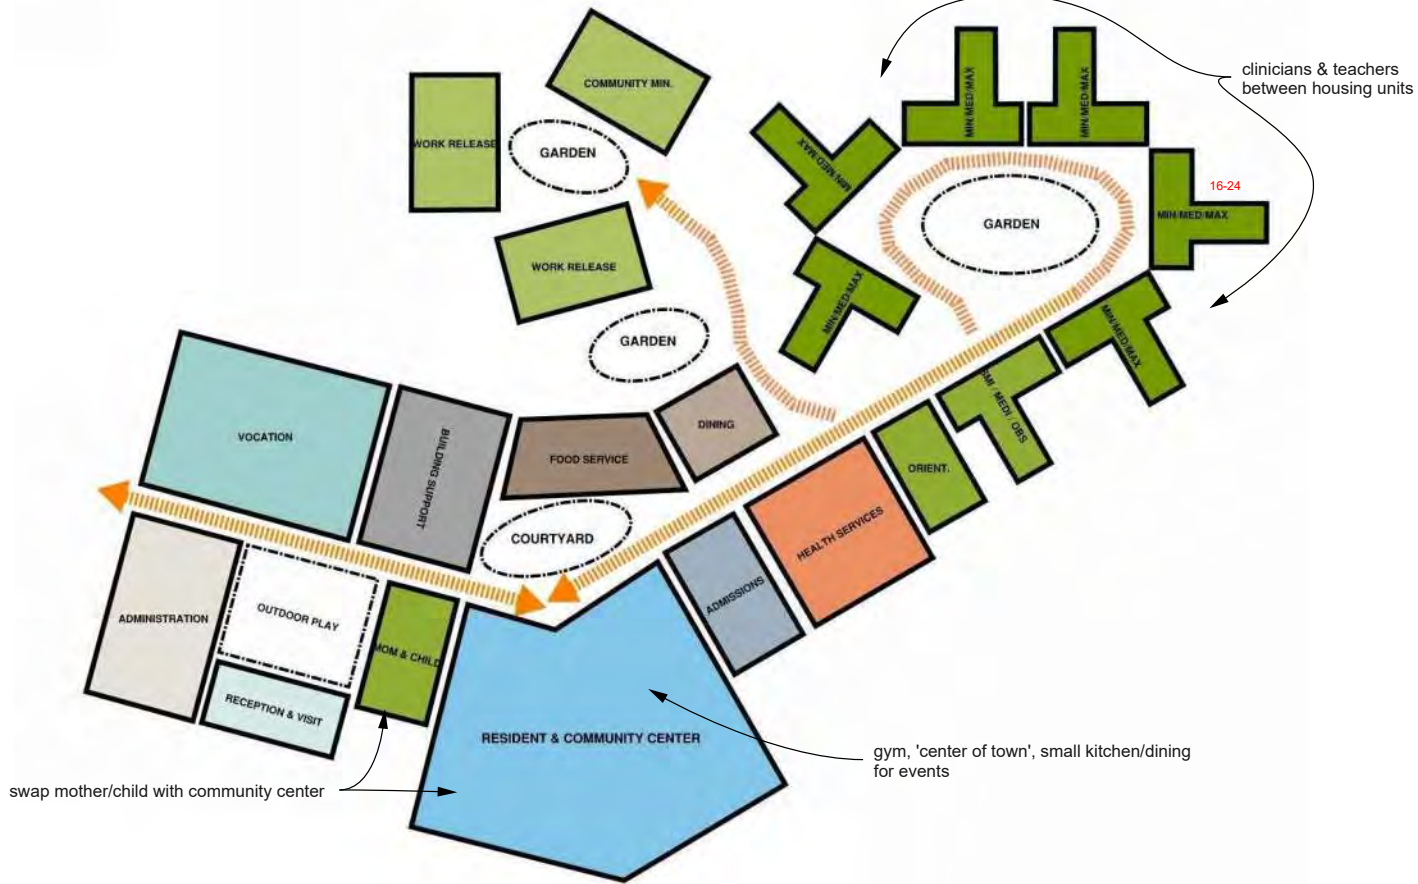 clinicians & teachers
between housing units
COMMUNITY MIN.
WORK RELEASE
GARDEN
MIN/MED/MAX
MIN/MED/MAX
MIN/MED/MAX
16-24
MIN/MED/MAX
GARDEN
WORK RELEASE
MIN/MED/MAX
MIN/MED/MAX
GARDEN
SMI / MEDI / OBS
DINING
VOCATION
BUILDING SUPPORT
FOOD SERVICE
ORIENT.
HEALTH SERVICES
COURTYARD
ADMISSIONS
ADMINISTRATION
OUTDOOR PLAY
MOM & CHILD
RECEPTION & VISIT
RESIDENT & COMMUNITY CENTER
gym, 'center of town', small kitchen/dining
for events
swap mother/child with community center